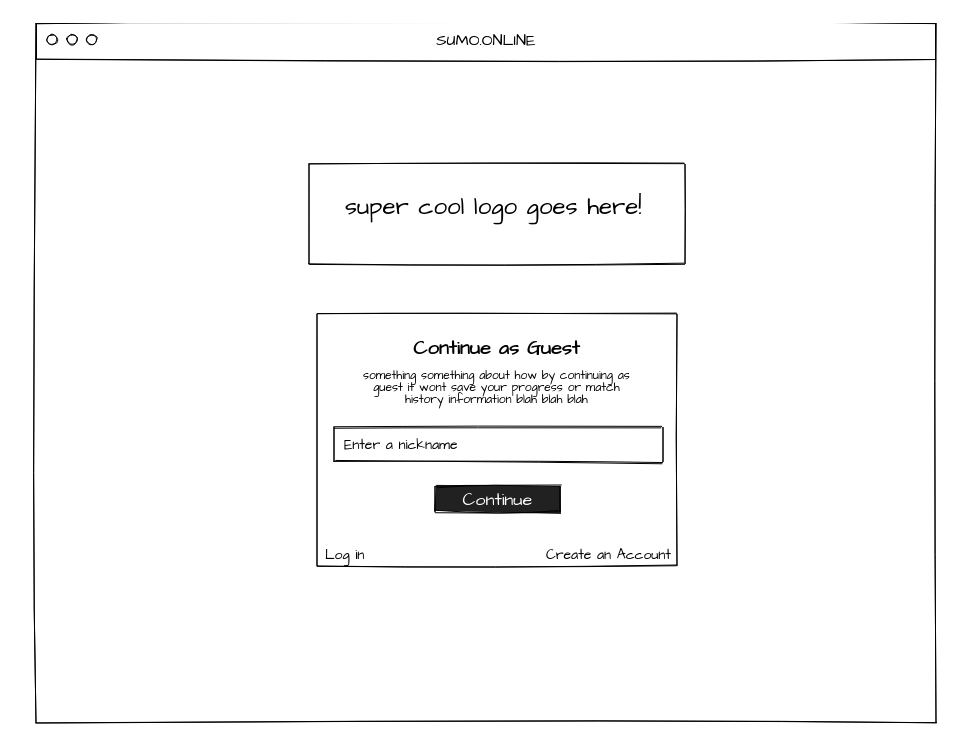 SUMO.ONLINE
super cool logo goes here!
Continue as Guest
something something about how by continuing as
guest it wont save your progress or match
history information blah blah blah
Enter a nickname
Continue
Log in
Create an Account